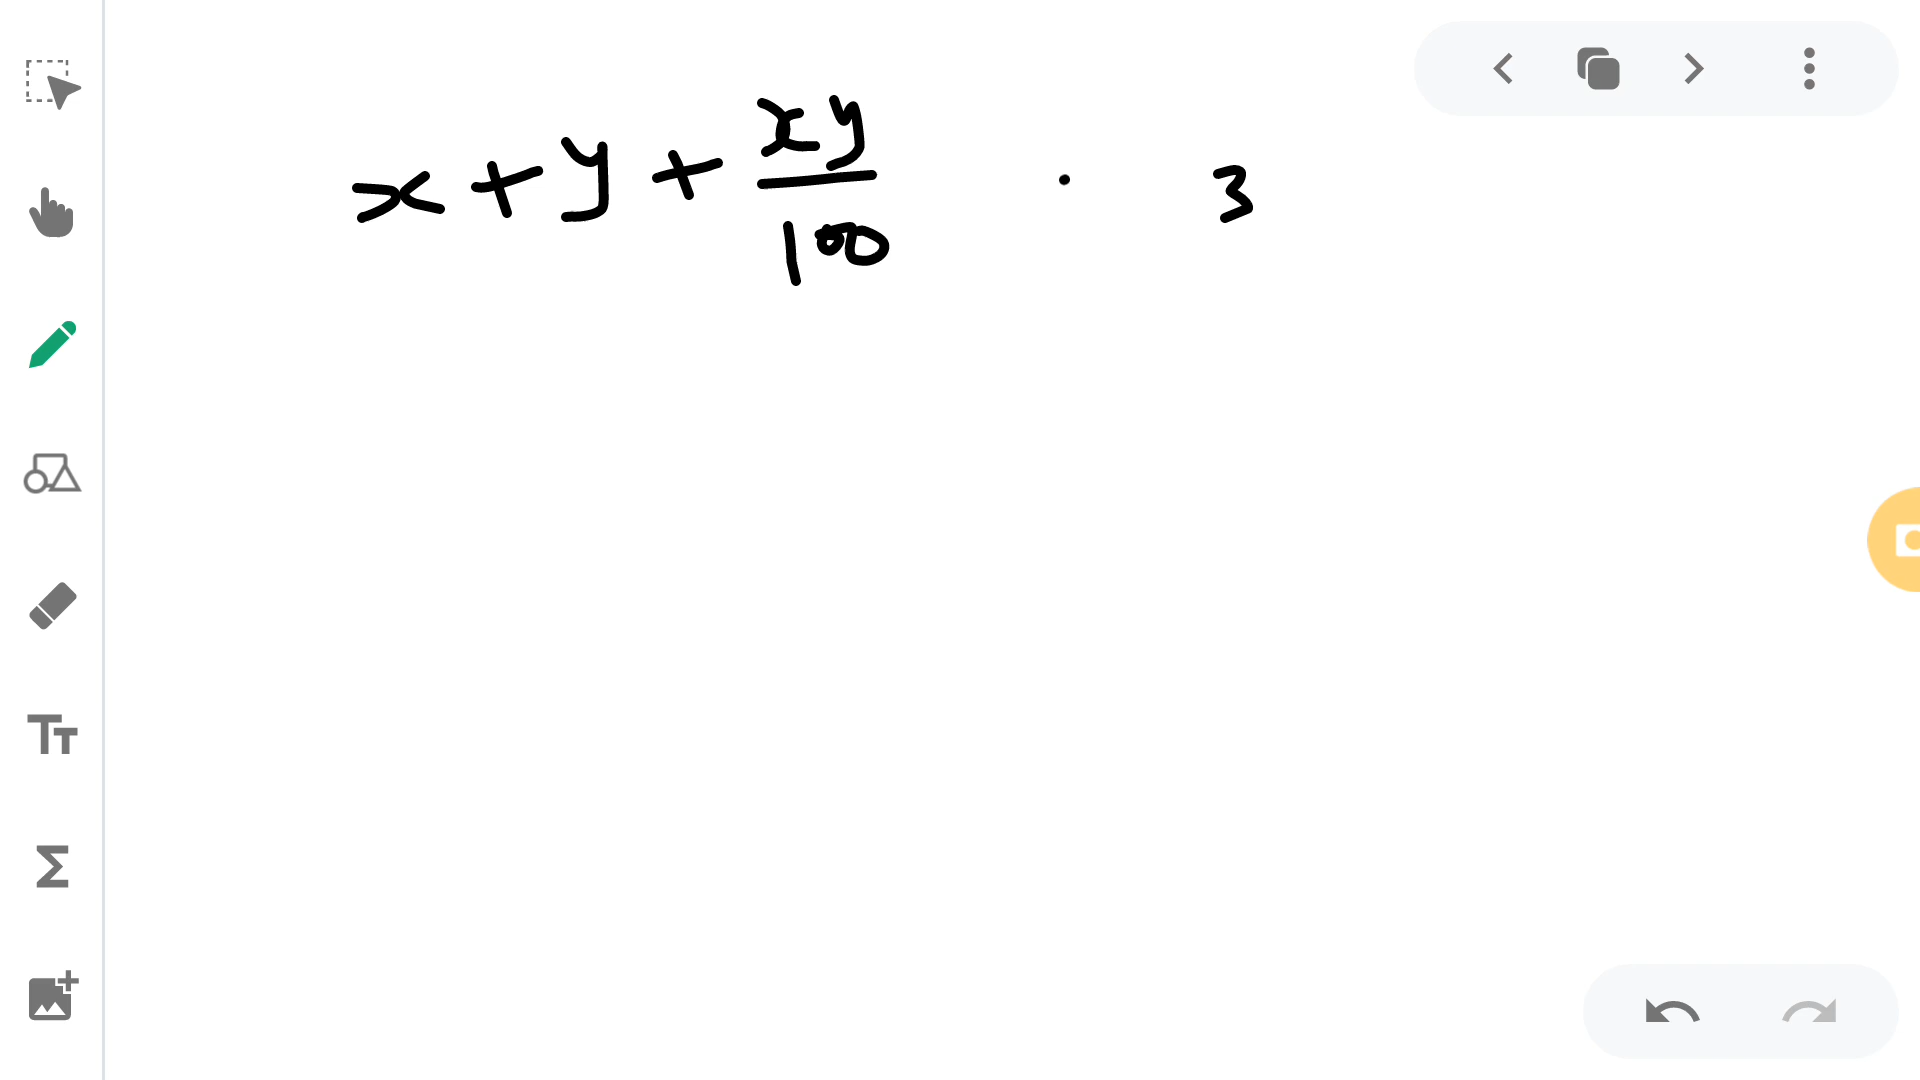 x + y + xy/100 . 3